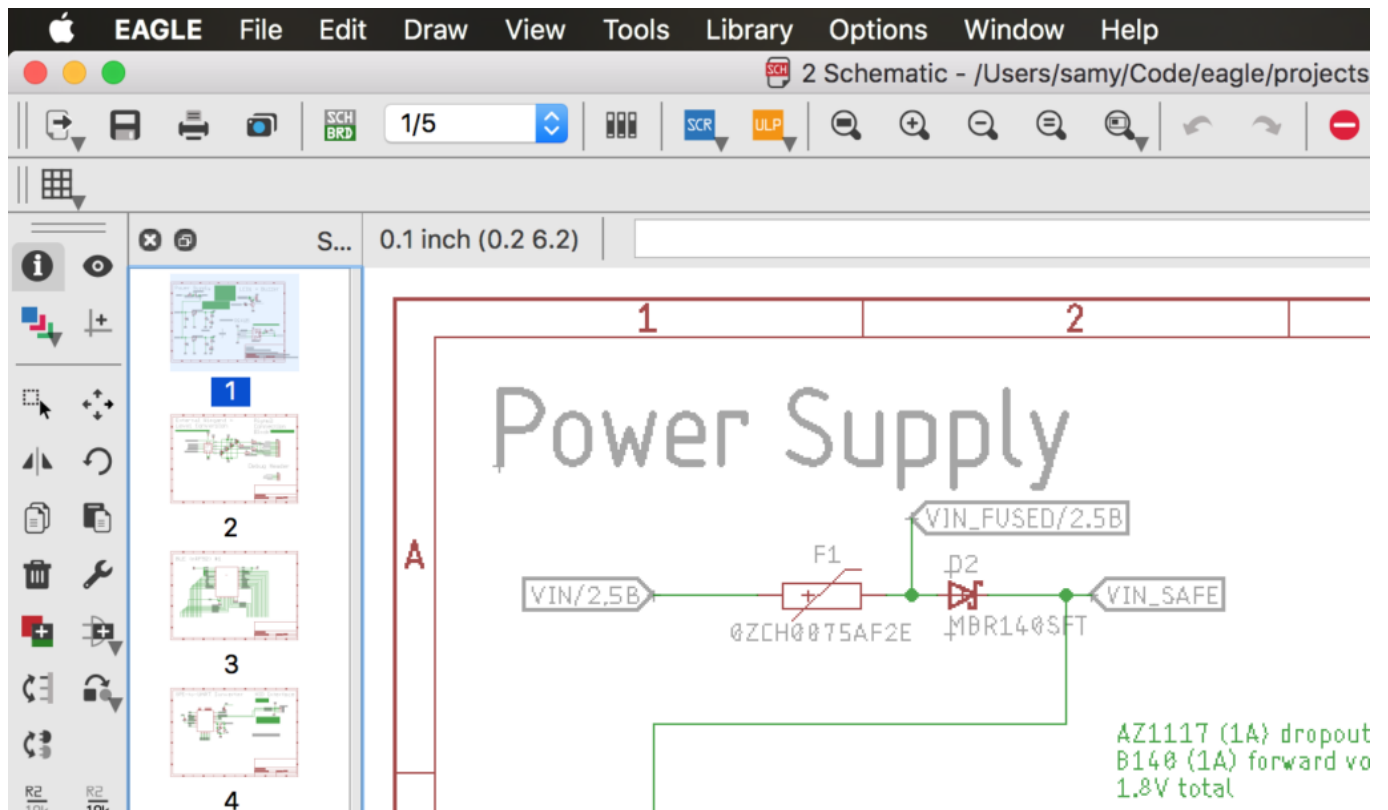 EAGLE File Edit Draw View Tools Library Options Window Help
2 Schematic - /Users/samy/Code/eagle/projects
SCH
BRD
1/5
SCR
ULP
S...
0.1 inch (0.2 6.2)
1
2
3
4
1
2
A
Power Supply
VIN_FUSED/2.5B
F1
D2
VIN/2,5B
VIN_SAFE
0ZCH0075AF2E
MBR140SFT
AZ1117 (1A) dropout
B140 (1A) forward vo
1.8V total
R2
R2